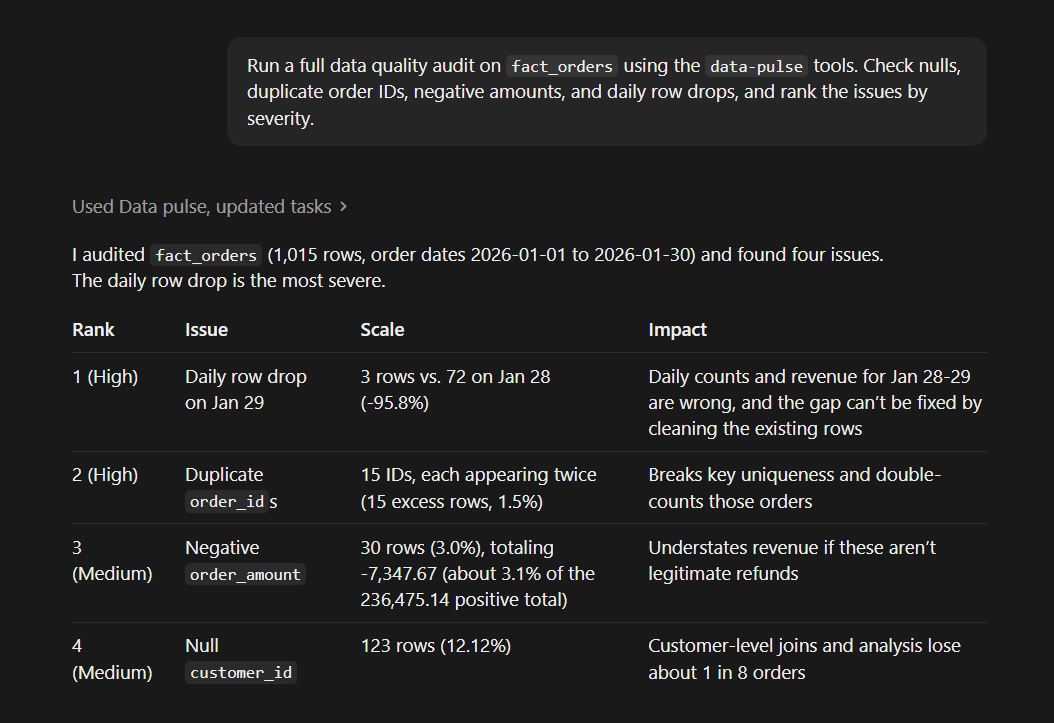 Run a full data quality audit on fact_orders using the data-pulse tools. Check nulls,
duplicate order IDs, negative amounts, and daily row drops, and rank the issues by
severity.
Used Data pulse, updated tasks >
I audited fact_orders (1,015 rows, order dates 2026-01-01 to 2026-01-30) and found four issues.
The daily row drop is the most severe.
Rank Issue Scale Impact
1 (High) Daily row drop 3 rows vs. 72 on Jan 28 Daily counts and revenue for Jan 28-29
on Jan 29 (-95.8%) are wrong, and the gap can’t be fixed by
cleaning the existing rows
2 (High) Duplicate 15 IDs, each appearing twice Breaks key uniqueness and double-
order_ids (15 excess rows, 1.5%) counts those orders
3 Negative 30 rows (3.0%), totaling Understates revenue if these aren’t
(Medium) order_amount -7,347.67 (about 3.1% of the legitimate refunds
236,475.14 positive total)
4 Null 123 rows (12.12%) Customer-level joins and analysis lose
(Medium) customer_id about 1 in 8 orders